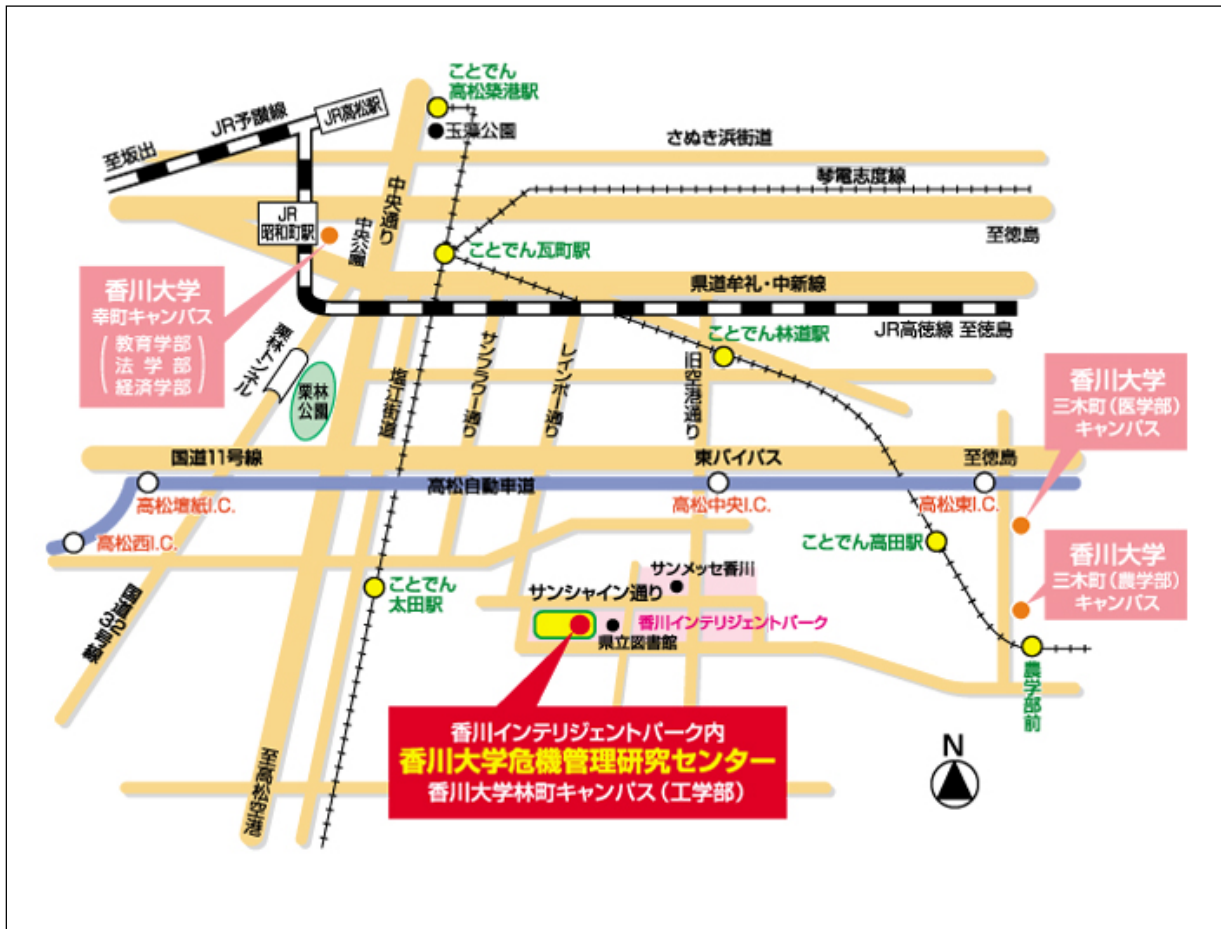 ことでん
高松築港駅
JR高松駅
JR予讃線
至坂出
玉藻公園
さぬき浜街道
琴電志度線
中央通り
JR
昭和町駅
中央公園
ことでん瓦町駅
至徳島
香川大学
幸町キャンパス
(教育学部
法学部
経済学部)
県道牟礼・中新線
JR高徳線 至徳島
栗林トンネル
栗林
公園
塩江街道
サンフラワー通り
レインボー通り
旧空港通り
ことでん林道駅
香川大学
三木町(医学部)
キャンパス
国道11号線
東バイパス
至徳島
高松自動車道
高松檀紙I.C.
高松中央I.C.
高松東I.C.
高松西I.C.
ことでん高田駅
香川大学
三木町(農学部)
キャンパス
国道32号線
ことでん
太田駅
サンメッセ香川
サンシャイン通り
香川インテリジェントパーク
県立図書館
農学部前
香川インテリジェントパーク内
香川大学危機管理研究センター
香川大学林町キャンパス(工学部)
至高松空港
N